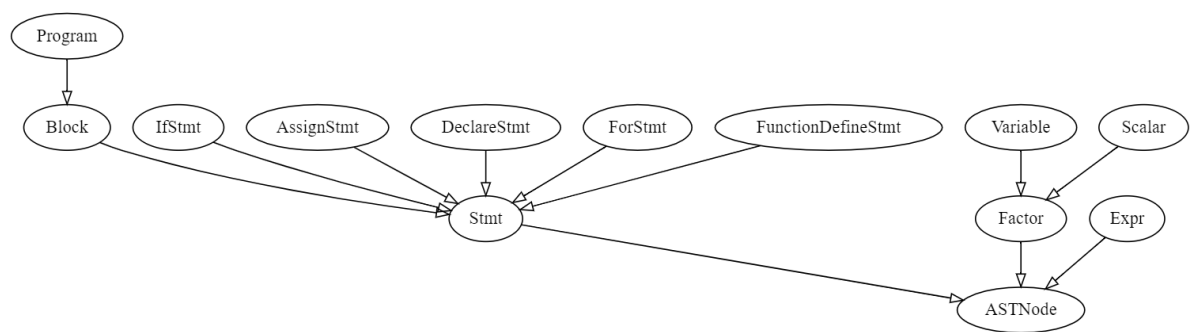 Program
Block
IfStmt
AssignStmt
DeclareStmt
ForStmt
FunctionDefineStmt
Variable
Scalar
Stmt
Factor
Expr
ASTNode